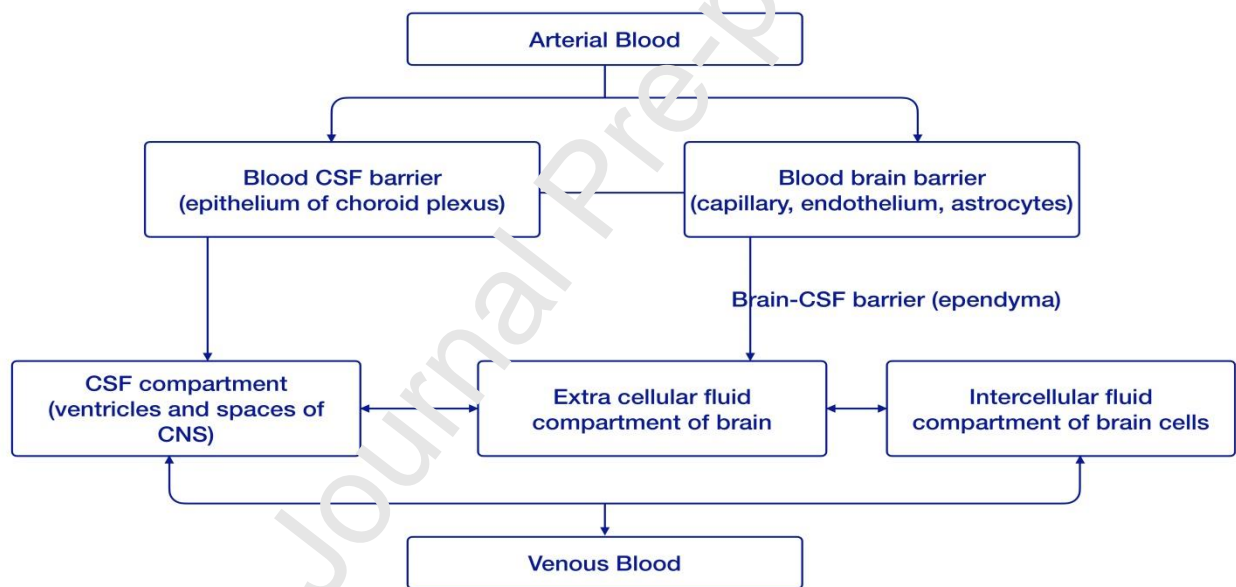 Arterial Blood
Blood CSF barrier
(epithelium of choroid plexus)
Blood brain barrier
(capillary, endothelium, astrocytes)
Brain-CSF barrier (ependyma)
CSF compartment
(ventricles and spaces of
CNS)
Extra cellular fluid
compartment of brain
Intercellular fluid
compartment of brain cells
Venous Blood
Journal Pre-p